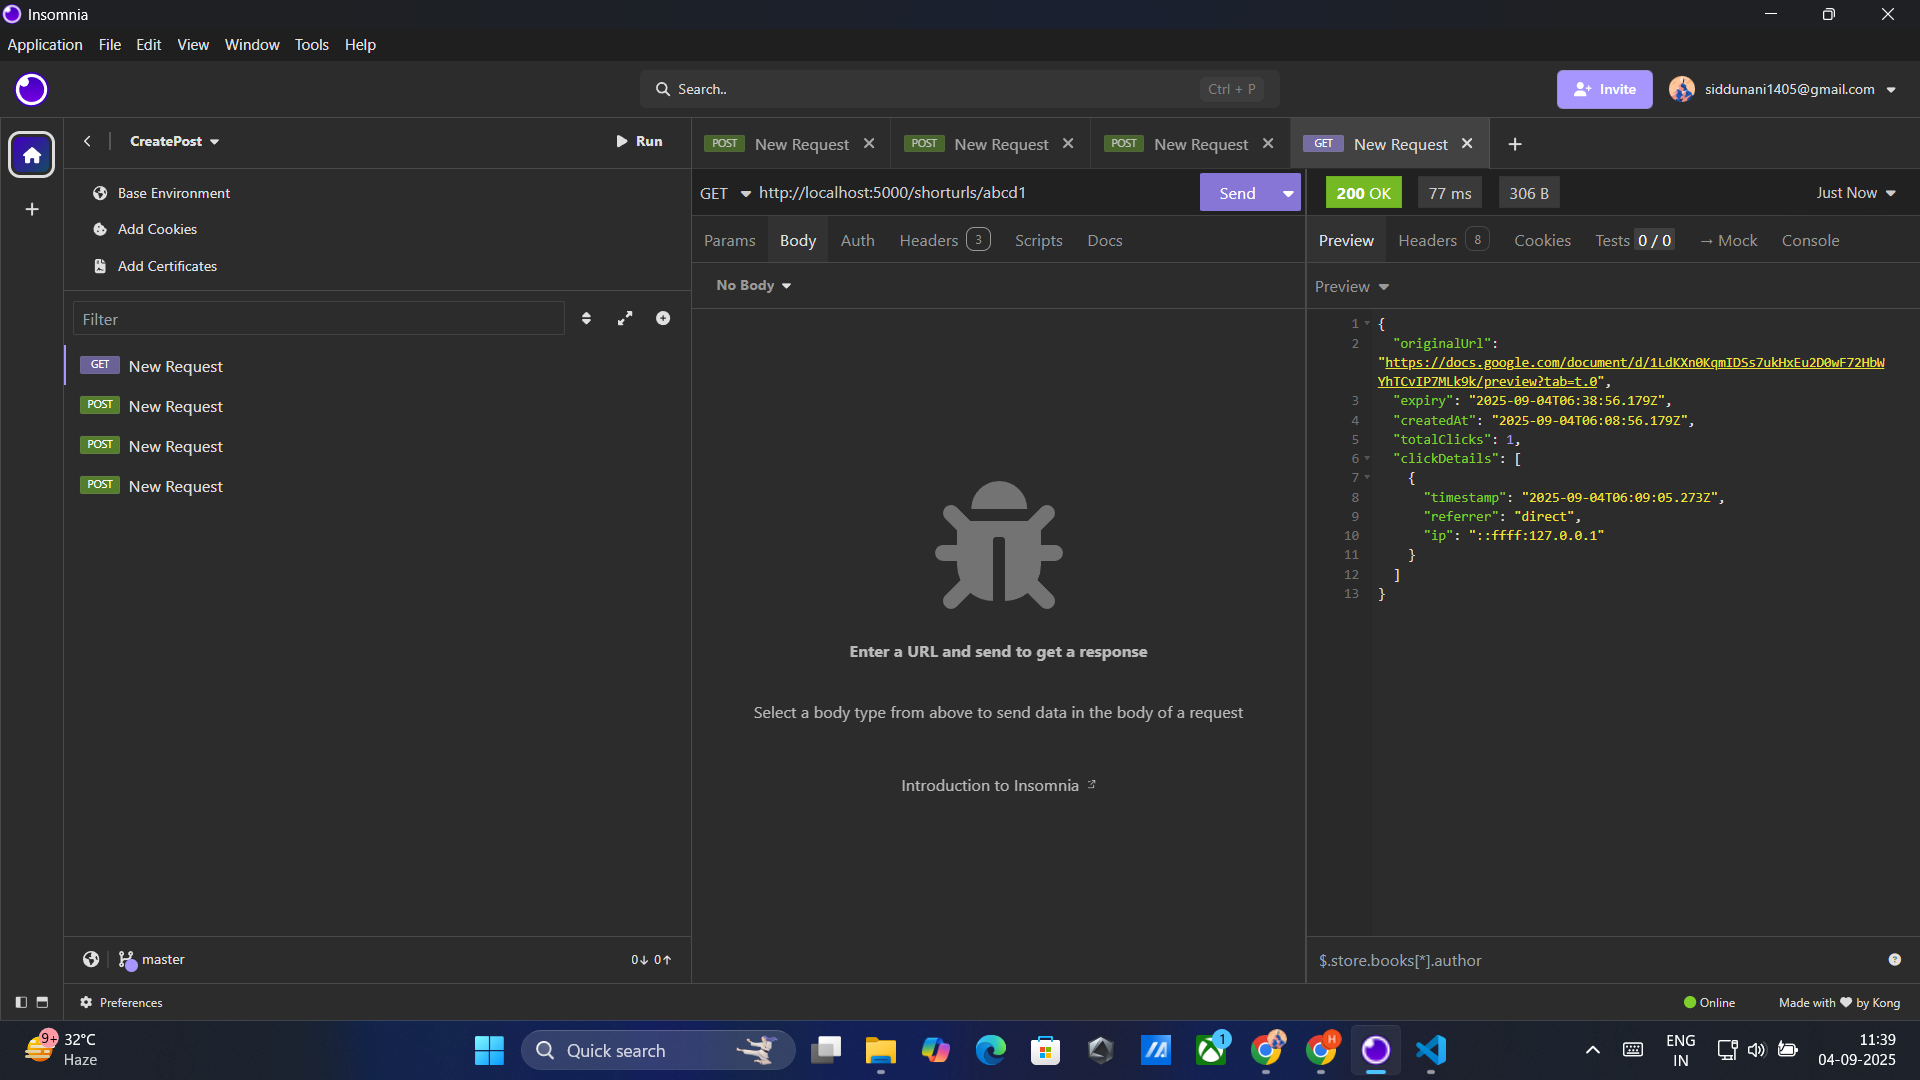 Insomnia
Application File Edit View Window Tools Help
Search.. Ctrl + P
Invite
siddunani1405@gmail.com
CreatePost
Run
POST New Request
POST New Request
POST New Request
GET New Request
Base Environment
Add Cookies
Add Certificates
Filter
GET New Request
POST New Request
POST New Request
POST New Request
GET http://localhost:5000/shorturls/abcd1 Send
Params Body Auth Headers 3 Scripts Docs
No Body
Enter a URL and send to get a response
Select a body type from above to send data in the body of a request
Introduction to Insomnia
200 OK 77 ms 306 B Just Now
Preview Headers 8 Cookies Tests 0 / 0 → Mock Console
Preview
1 {
2 "originalUrl":
"https://docs.google.com/document/d/1LdKXn0KqmIDSs7ukHxEu2D0wF72HbW
YhTCvIP7MLk9k/preview?tab=t.0",
3 "expiry": "2025-09-04T06:38:56.179Z",
4 "createdAt": "2025-09-04T06:08:56.179Z",
5 "totalClicks": 1,
6 "clickDetails": [
7 {
8 "timestamp": "2025-09-04T06:09:05.273Z",
9 "referrer": "direct",
10 "ip": "::ffff:127.0.0.1"
11 }
12 ]
13 }
$.store.books[*].author
master 0↓ 0↑
Preferences
Online
Made with ♥ by Kong
9+
32°C
Haze
Quick search
1
H
ENG
IN
11:39
04-09-2025